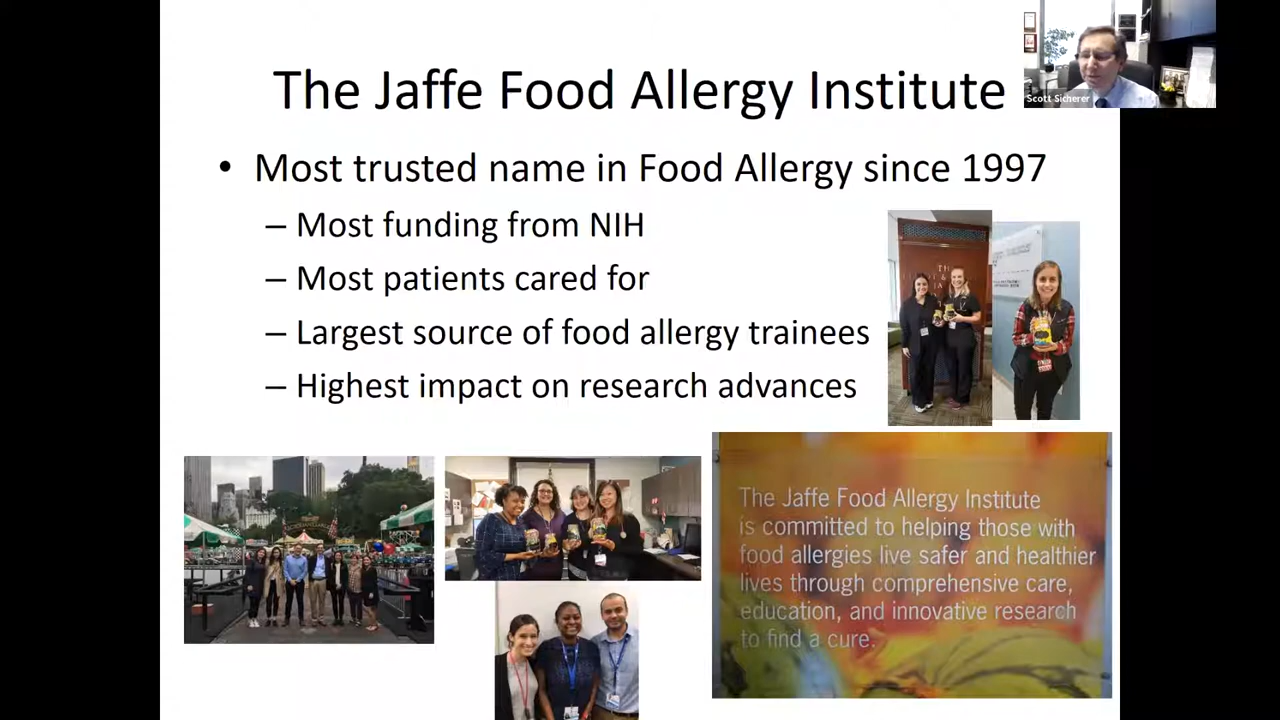 The Jaffe Food Allergy Institute
Scott Sicherer
• Most trusted name in Food Allergy since 1997
– Most funding from NIH
– Most patients cared for
– Largest source of food allergy trainees
– Highest impact on research advances
The Jaffe Food Allergy Institute
is committed to helping those with
food allergies live safer and healthier
lives through comprehensive care,
education, and innovative research
to find a cure.